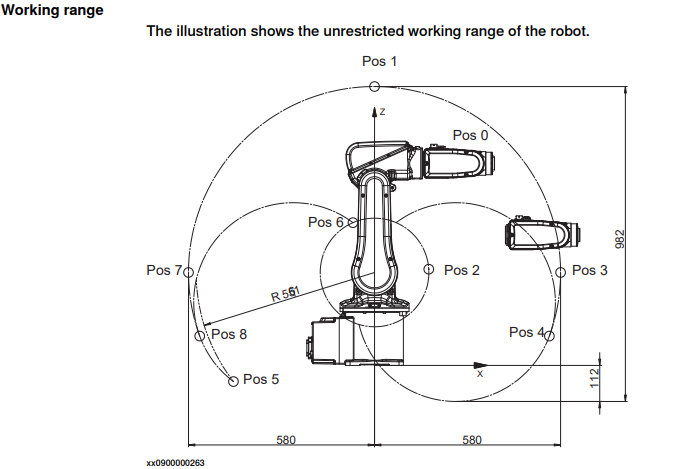 Working range
The illustration shows the unrestricted working range of the robot.
Pos 1
Z
Pos 0
Pos 6
982
Pos 7
Pos 2
Pos 3
Pos 8
Pos 4
X
112
Pos 5
580
580
xx0900000263